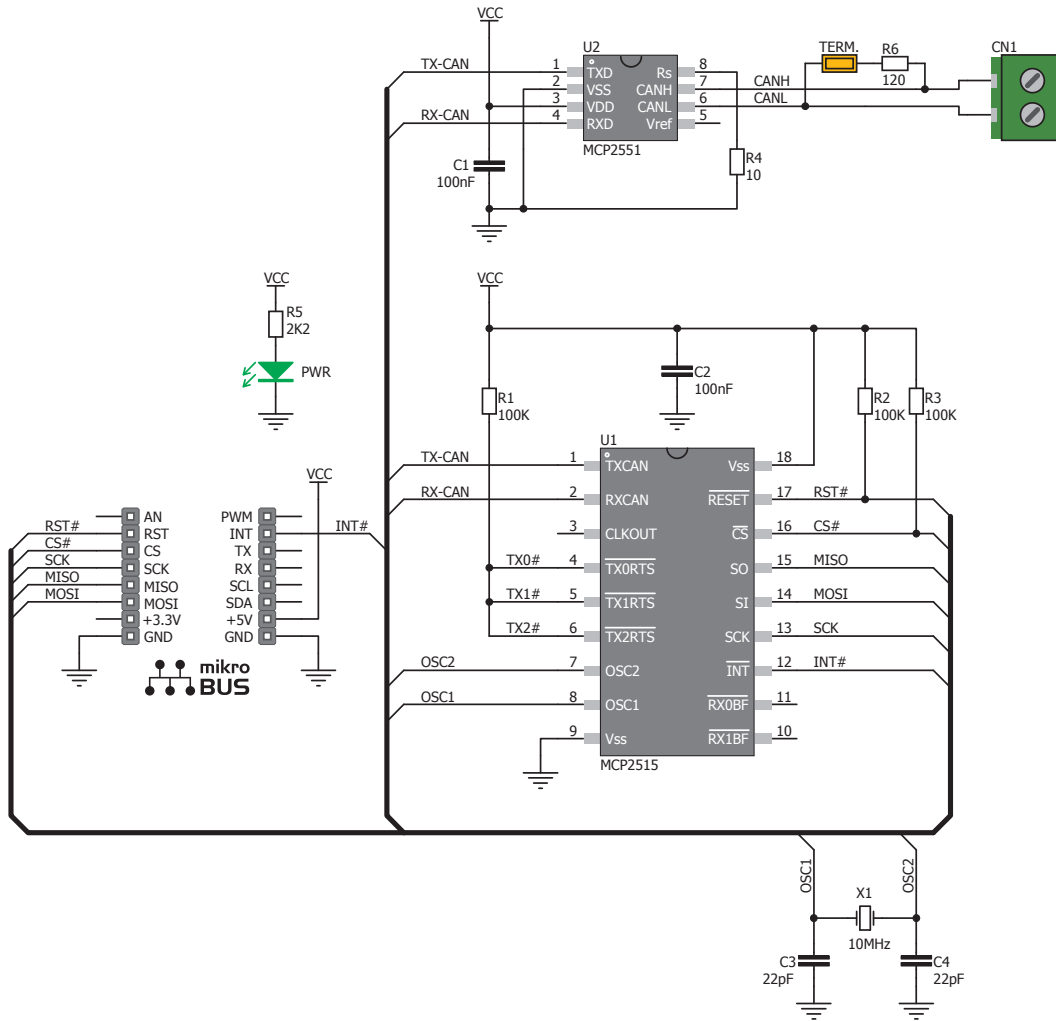 VCC
U2
TERM.
R6
120
CN1
TX-CAN
1
TXD
Rs
8
2
VSS
CANH
7
CANH
3
VDD
CANL
6
CANL
RX-CAN
4
RXD
Vref
5
MCP2551
C1
100nF
R4
10
VCC
R5
2K2
PWR
VCC
R1
100K
C2
100nF
R2
100K
R3
100K
U1
TX-CAN
1
TXCAN
Vss
18
RX-CAN
2
RXCAN
RESET
17
RST#
3
CLKOUT
CS
16
CS#
TX0#
4
TX0RTS
SO
15
MISO
TX1#
5
TX1RTS
SI
14
MOSI
TX2#
6
TX2RTS
SCK
13
SCK
OSC2
7
OSC2
INT
12
INT#
OSC1
8
OSC1
RX0BF
11
9
Vss
RX1BF
10
MCP2515
VCC
AN
PWM
RST#
RST
INT
INT#
CS#
CS
TX
SCK
SCK
RX
MISO
MISO
SCL
MOSI
MOSI
SDA
+3.3V
+5V
GND
GND
mikro
BUS
OSC1
OSC2
X1
10MHz
C3
22pF
C4
22pF